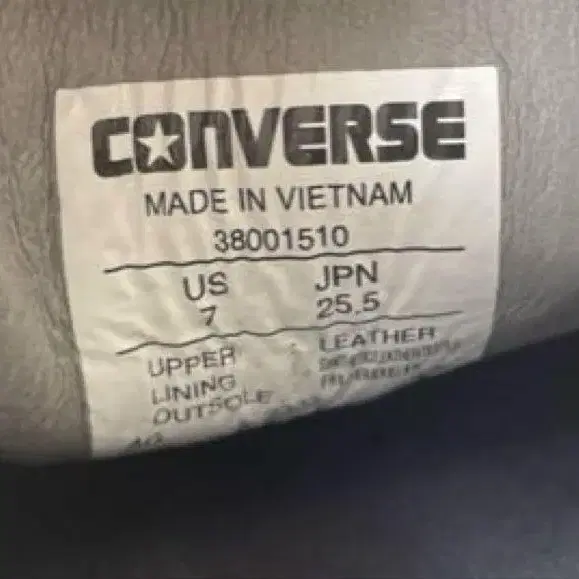 CONVERSE
MADE IN VIETNAM
38001510
US JPN
7 25.5
UPPER : LEATHER
LINING
OUTSOLE